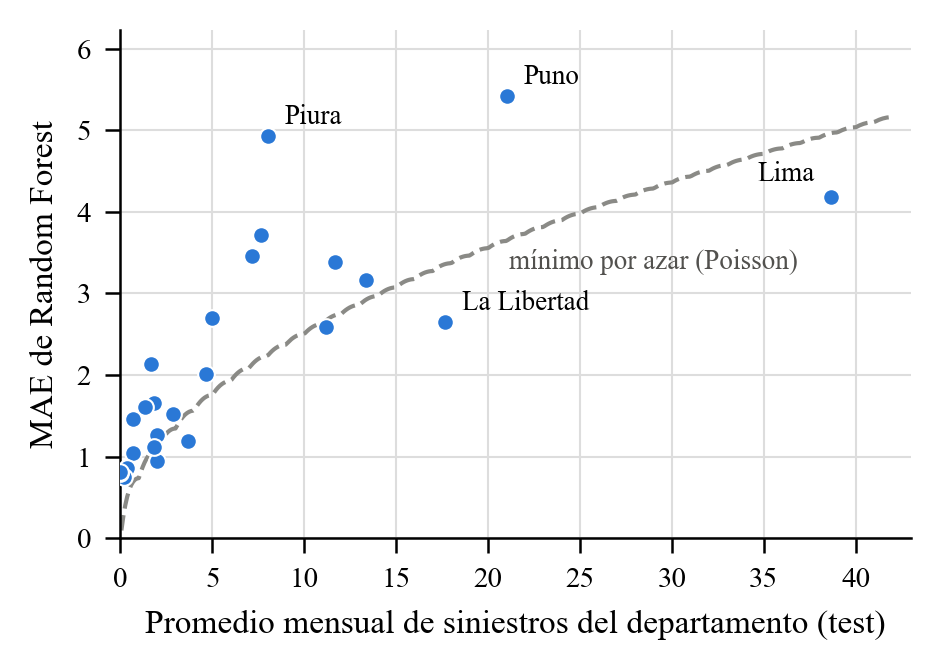 6
Puno
Piura
5
MAE de Random Forest
Lima
4
mínimo por azar (Poisson)
3
La Libertad
2
1
0
0 5 10 15 20 25 30 35 40
Promedio mensual de siniestros del departamento (test)